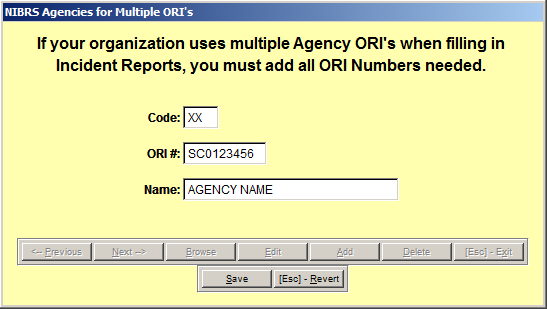 NIBRS Agencies for Multiple ORI's
If your organization uses multiple Agency ORI's when filling in
Incident Reports, you must add all ORI Numbers needed.
Code: XX
ORI #: SC0123456
Name: AGENCY NAME
<-- Previous Next --> Browse Edit Add Delete [Esc] - Exit
Save [Esc] - Revert